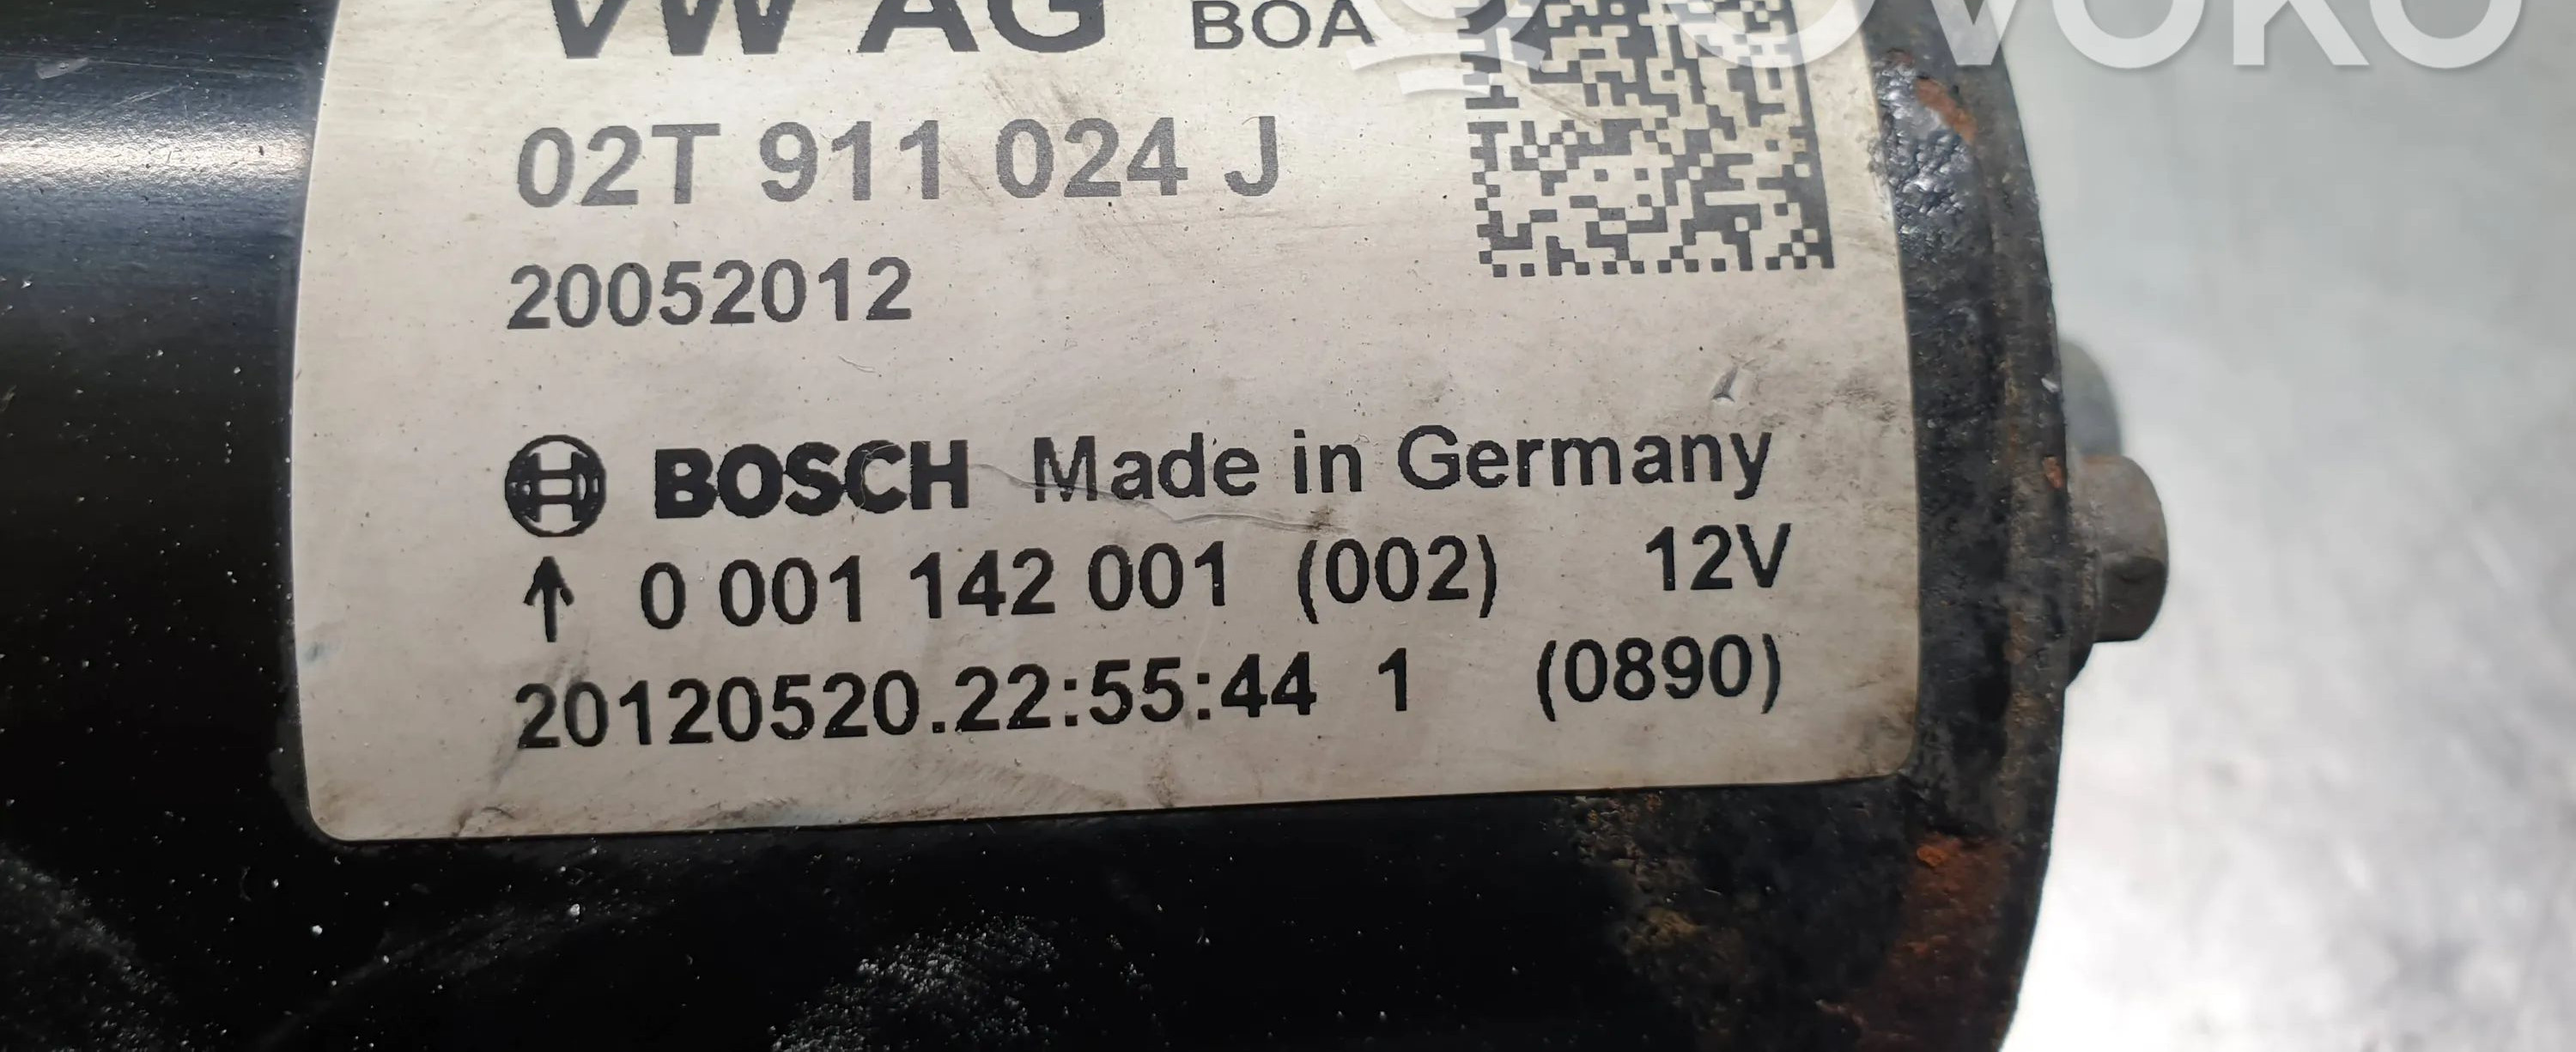 VW AG BOA
OVOKO
02T 911 024 J
20052012
BOSCH Made in Germany
↑ 0 001 142 001 (002) 12V
20120520.22:55:44 1 (0890)